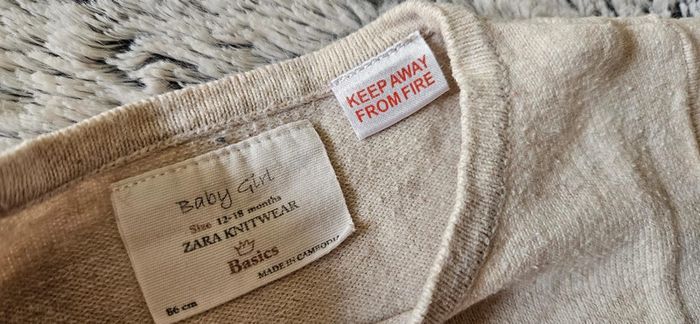 KEEP AWAY
FROM FIRE
Baby Girl
Size 12-18 months
ZARA KNITWEAR
Basics
MADE IN CAMBODIA
86 cm